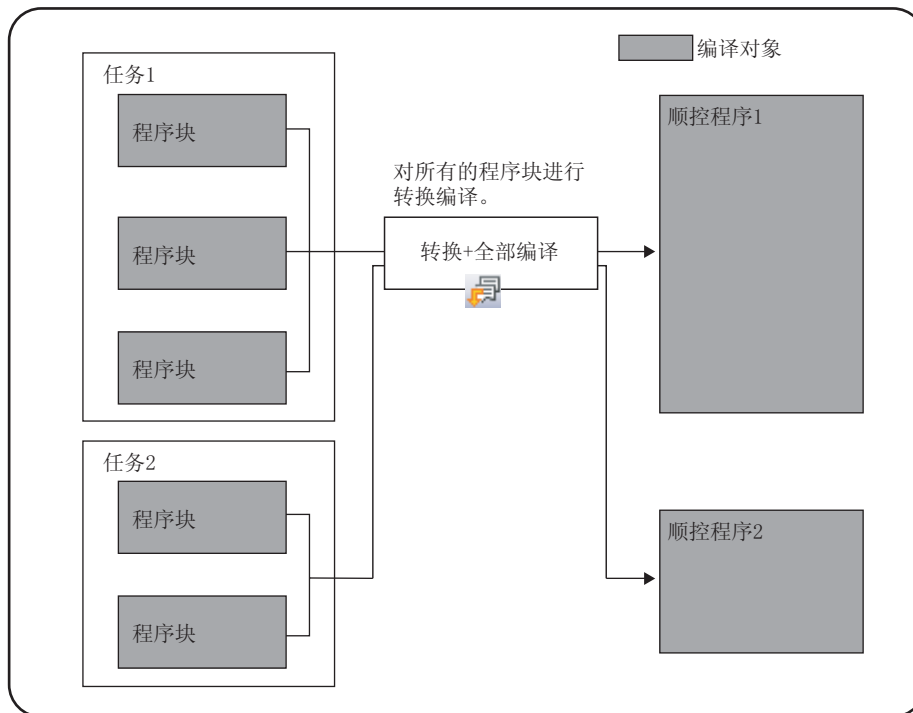 编译对象
任务1
程序块
程序块
程序块
对所有的程序块进行
转换编译。
转换+全部编译
顺控程序1
任务2
程序块
程序块
顺控程序2